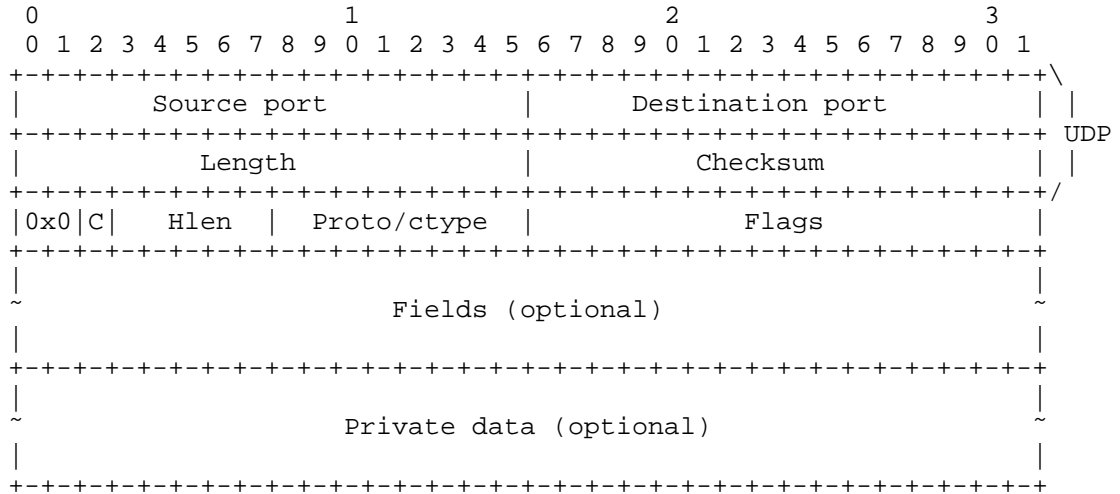 0                   1                   2                   3
 0 1 2 3 4 5 6 7 8 9 0 1 2 3 4 5 6 7 8 9 0 1 2 3 4 5 6 7 8 9 0 1
+-+-+-+-+-+-+-+-+-+-+-+-+-+-+-+-+-+-+-+-+-+-+-+-+-+-+-+-+-+-+-+-+\
|        Source port            |      Destination port         | |
+-+-+-+-+-+-+-+-+-+-+-+-+-+-+-+-+-+-+-+-+-+-+-+-+-+-+-+-+-+-+-+-+ UDP
|           Length              |          Checksum             | |
+-+-+-+-+-+-+-+-+-+-+-+-+-+-+-+-+-+-+-+-+-+-+-+-+-+-+-+-+-+-+-+-+/
|0x0|C|   Hlen  |  Proto/ctype  |             Flags             |
+-+-+-+-+-+-+-+-+-+-+-+-+-+-+-+-+-+-+-+-+-+-+-+-+-+-+-+-+-+-+-+-+
|                                                               |
~                       Fields (optional)                       ~
|                                                               |
+-+-+-+-+-+-+-+-+-+-+-+-+-+-+-+-+-+-+-+-+-+-+-+-+-+-+-+-+-+-+-+-+
|                                                               |
~                    Private data (optional)                    ~
|                                                               |
+-+-+-+-+-+-+-+-+-+-+-+-+-+-+-+-+-+-+-+-+-+-+-+-+-+-+-+-+-+-+-+-+